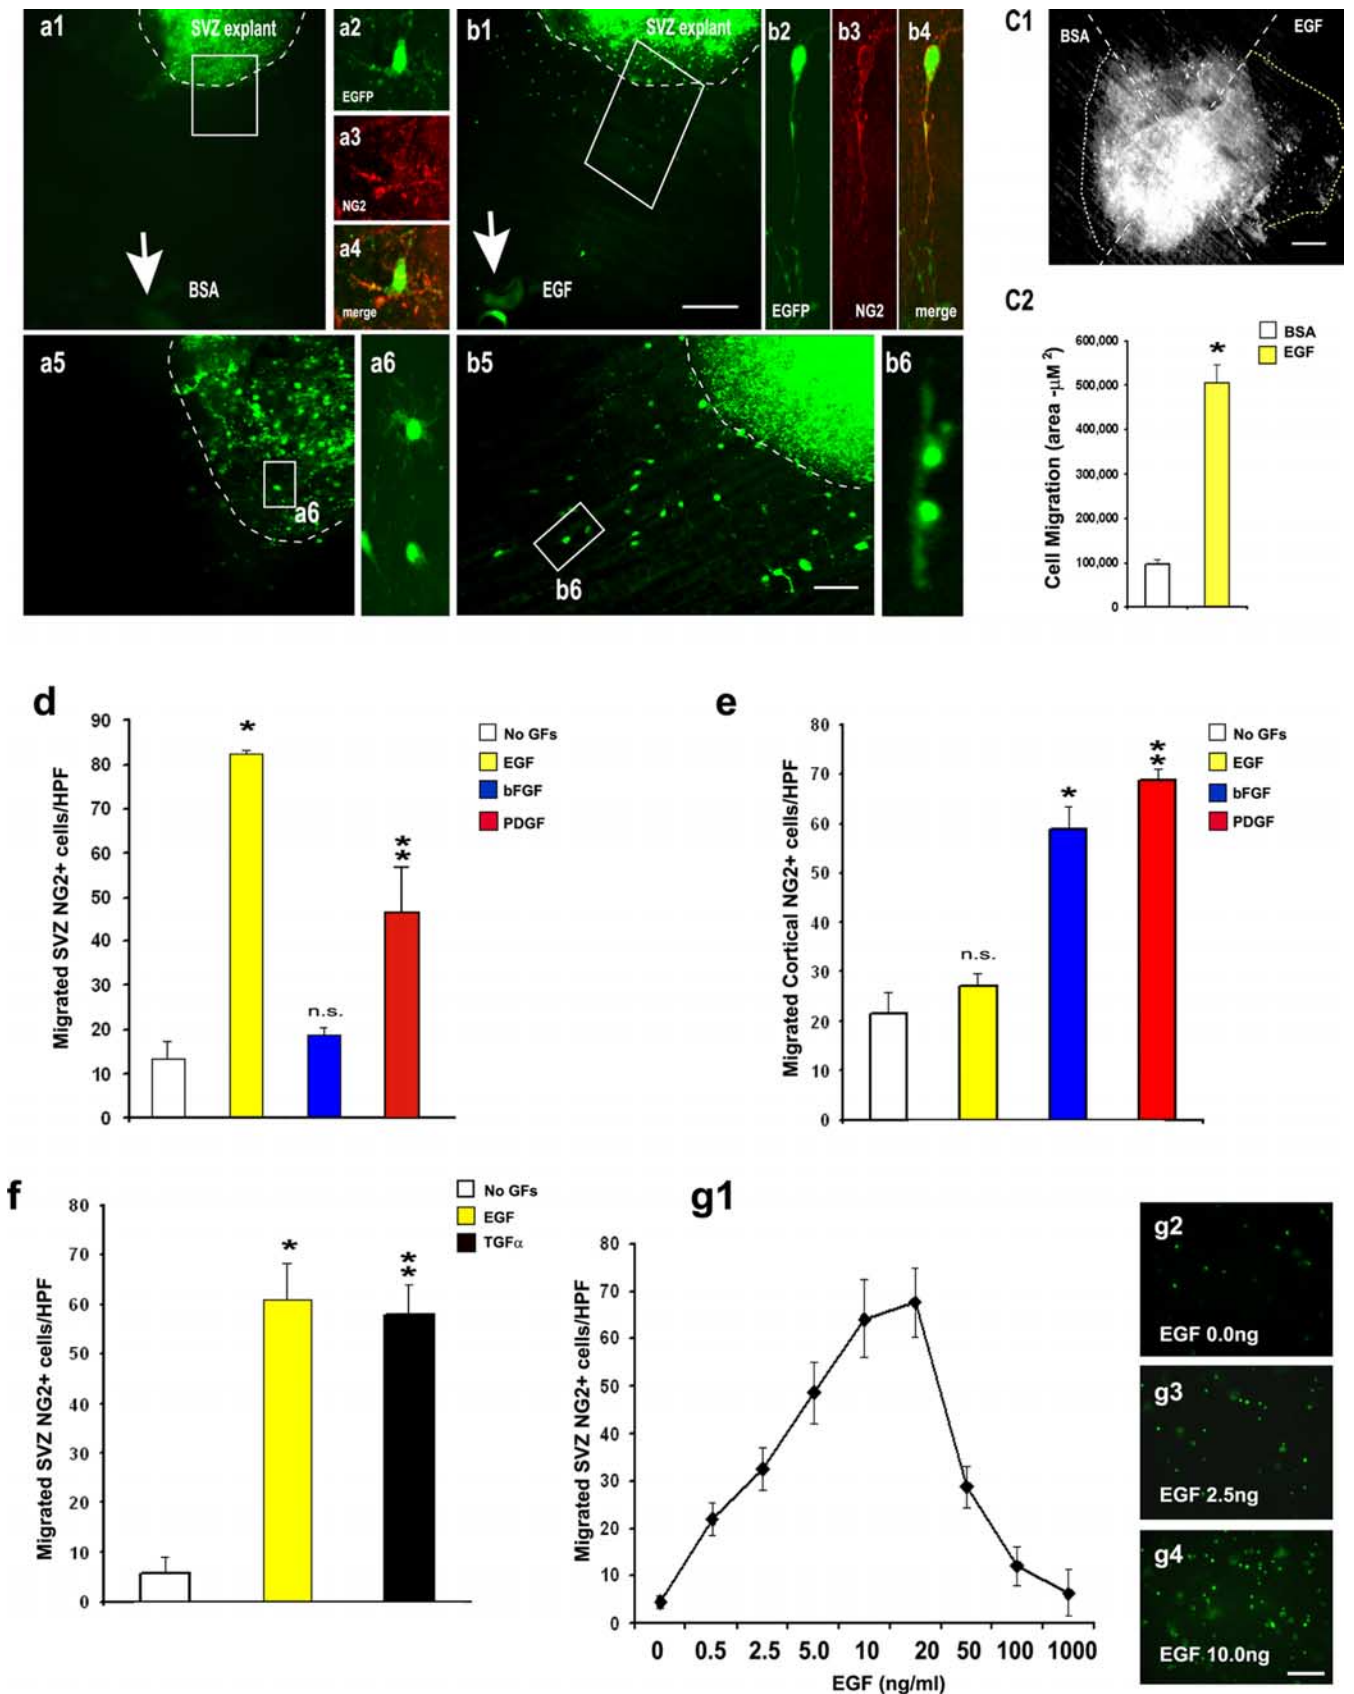 a1
SVZ explant
BSA
a2
EGFP
a3
NG2
a4
merge
b1
SVZ explant
EGF
b2
EGFP
b3
NG2
b4
merge
a5
a6
a6
b5
b6
b6
C1
BSA
EGF
C2
BSA
EGF
*
Cell Migration (area -µM²)
600,000
500,000
400,000
300,000
200,000
100,000
0
d
Migrated SVZ NG2+ cells/HPF
90
80
70
60
50
40
30
20
10
0
*
n.s.
**
No GFs
EGF
bFGF
PDGF
e
Migrated Cortical NG2+ cells/HPF
80
70
60
50
40
30
20
10
0
n.s.
*
**
No GFs
EGF
bFGF
PDGF
f
Migrated SVZ NG2+ cells/HPF
80
70
60
50
40
30
20
10
0
*
**
No GFs
EGF
TGFα
g1
Migrated SVZ NG2+ cells/HPF
80
70
60
50
40
30
20
10
0
0 0.5 2.5 5.0 10 20 50 100 1000
EGF (ng/ml)
g2
EGF 0.0ng
g3
EGF 2.5ng
g4
EGF 10.0ng